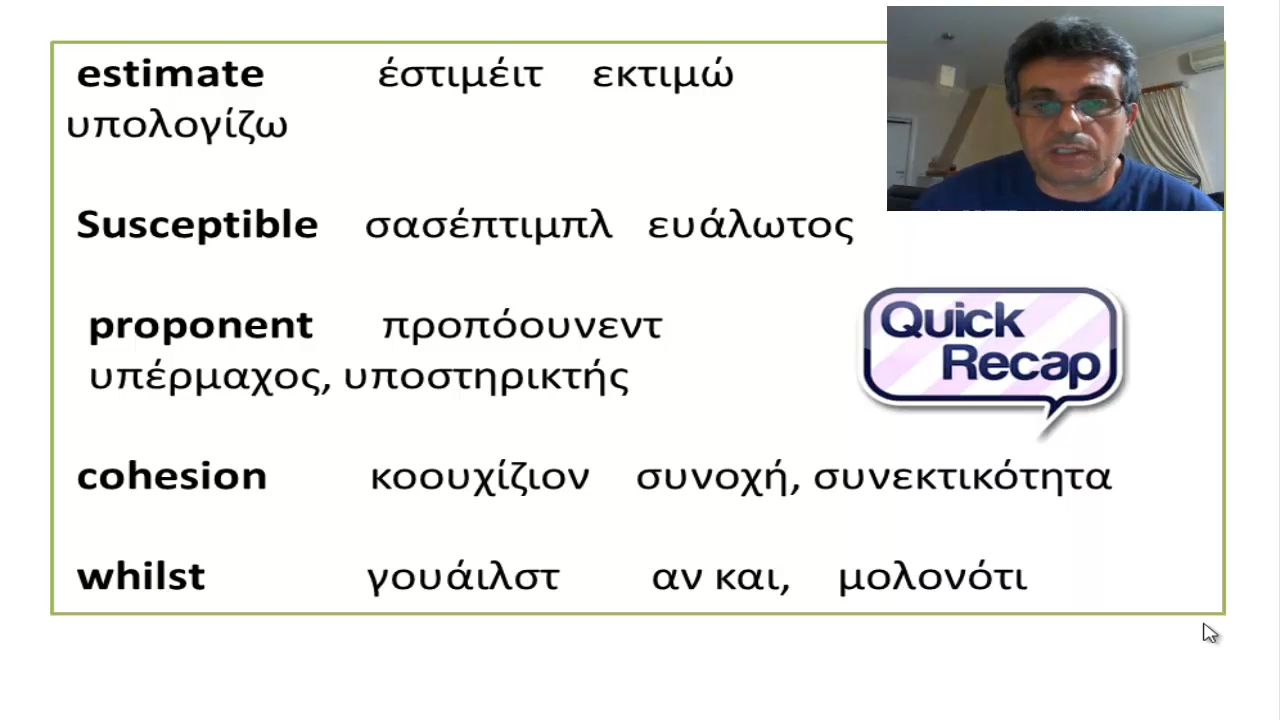 estimate έστιμέιτ εκτιμώ
υπολογίζω
Susceptible σασέπτιμπλ ευάλωτος
proponent προπόουνεντ
υπέρμαχος, υποστηρικτής
Quick
Recap
cohesion κοουχίζιον συνοχή, συνεκτικότητα
whilst γουάιλστ αν και, μολονότι